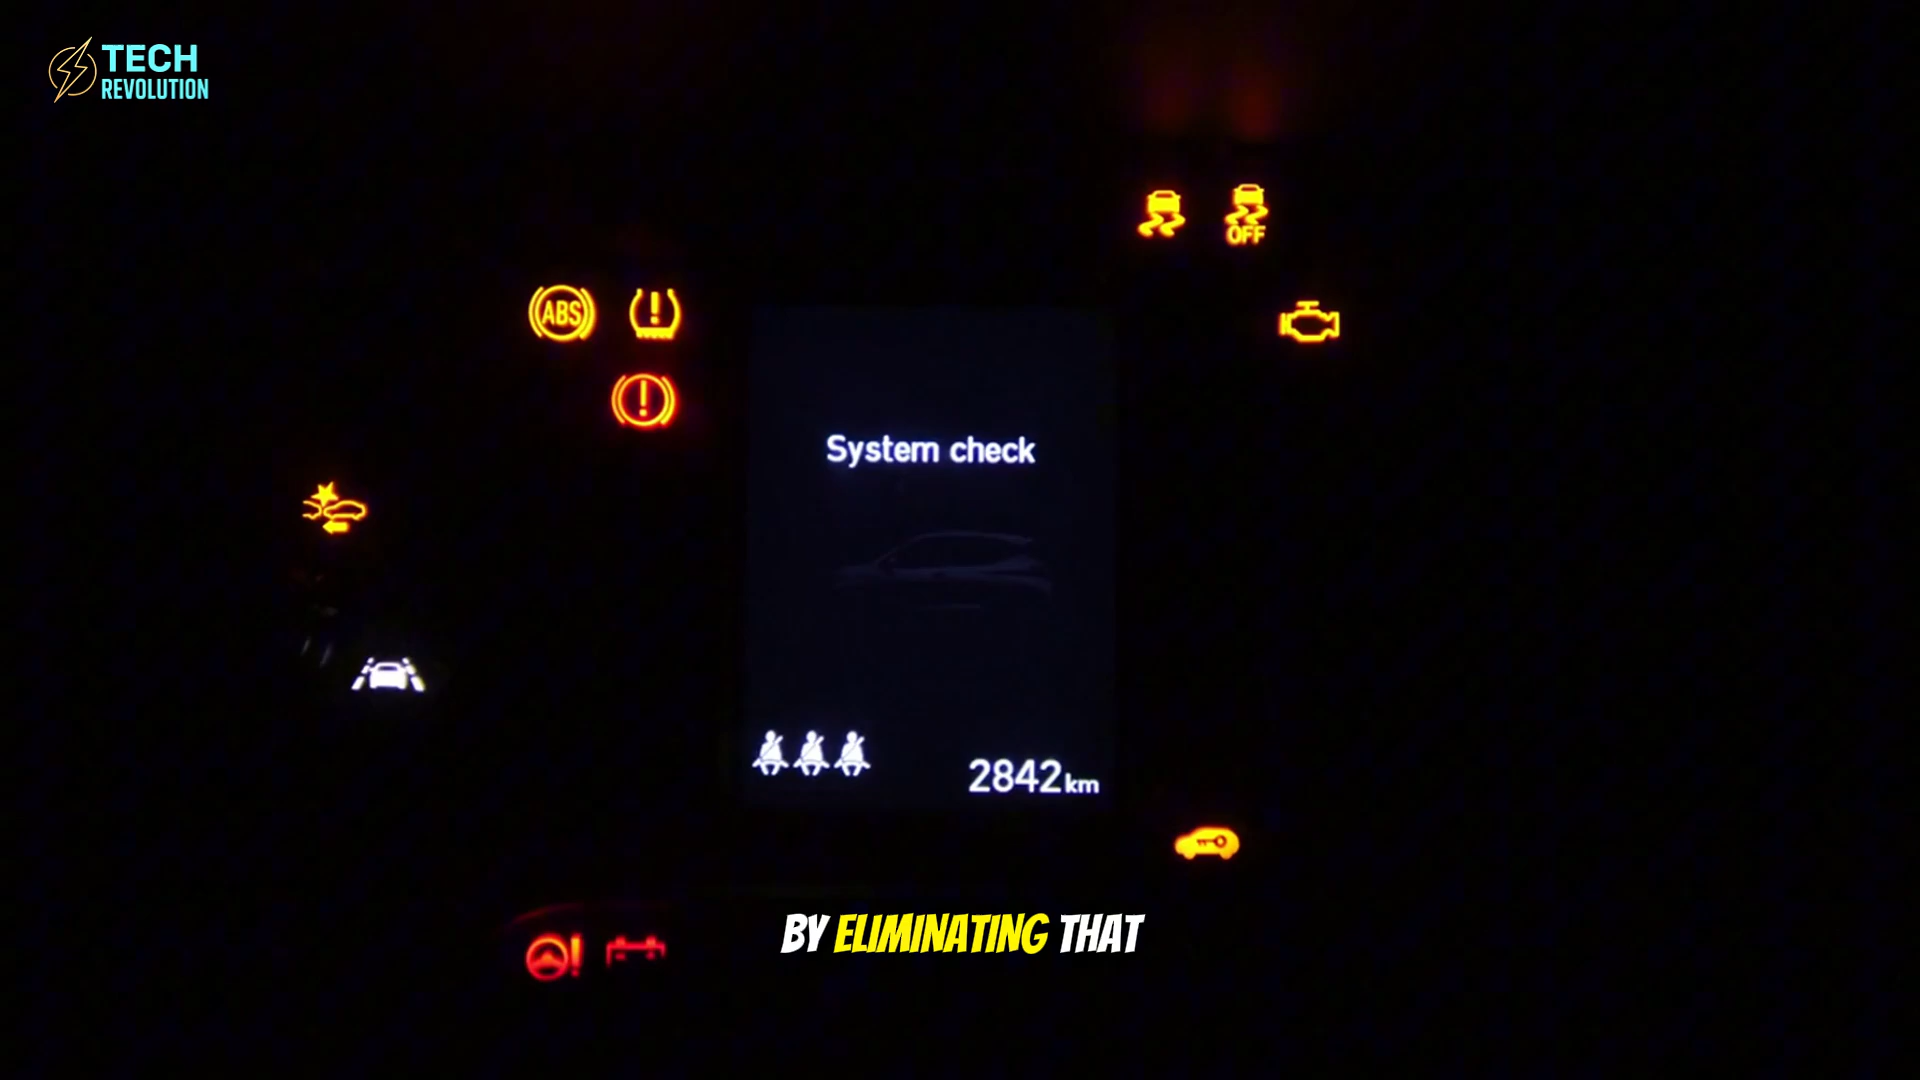 TECH
REVOLUTION
OFF
ABS
System check
2842km
BY ELIMINATING THAT